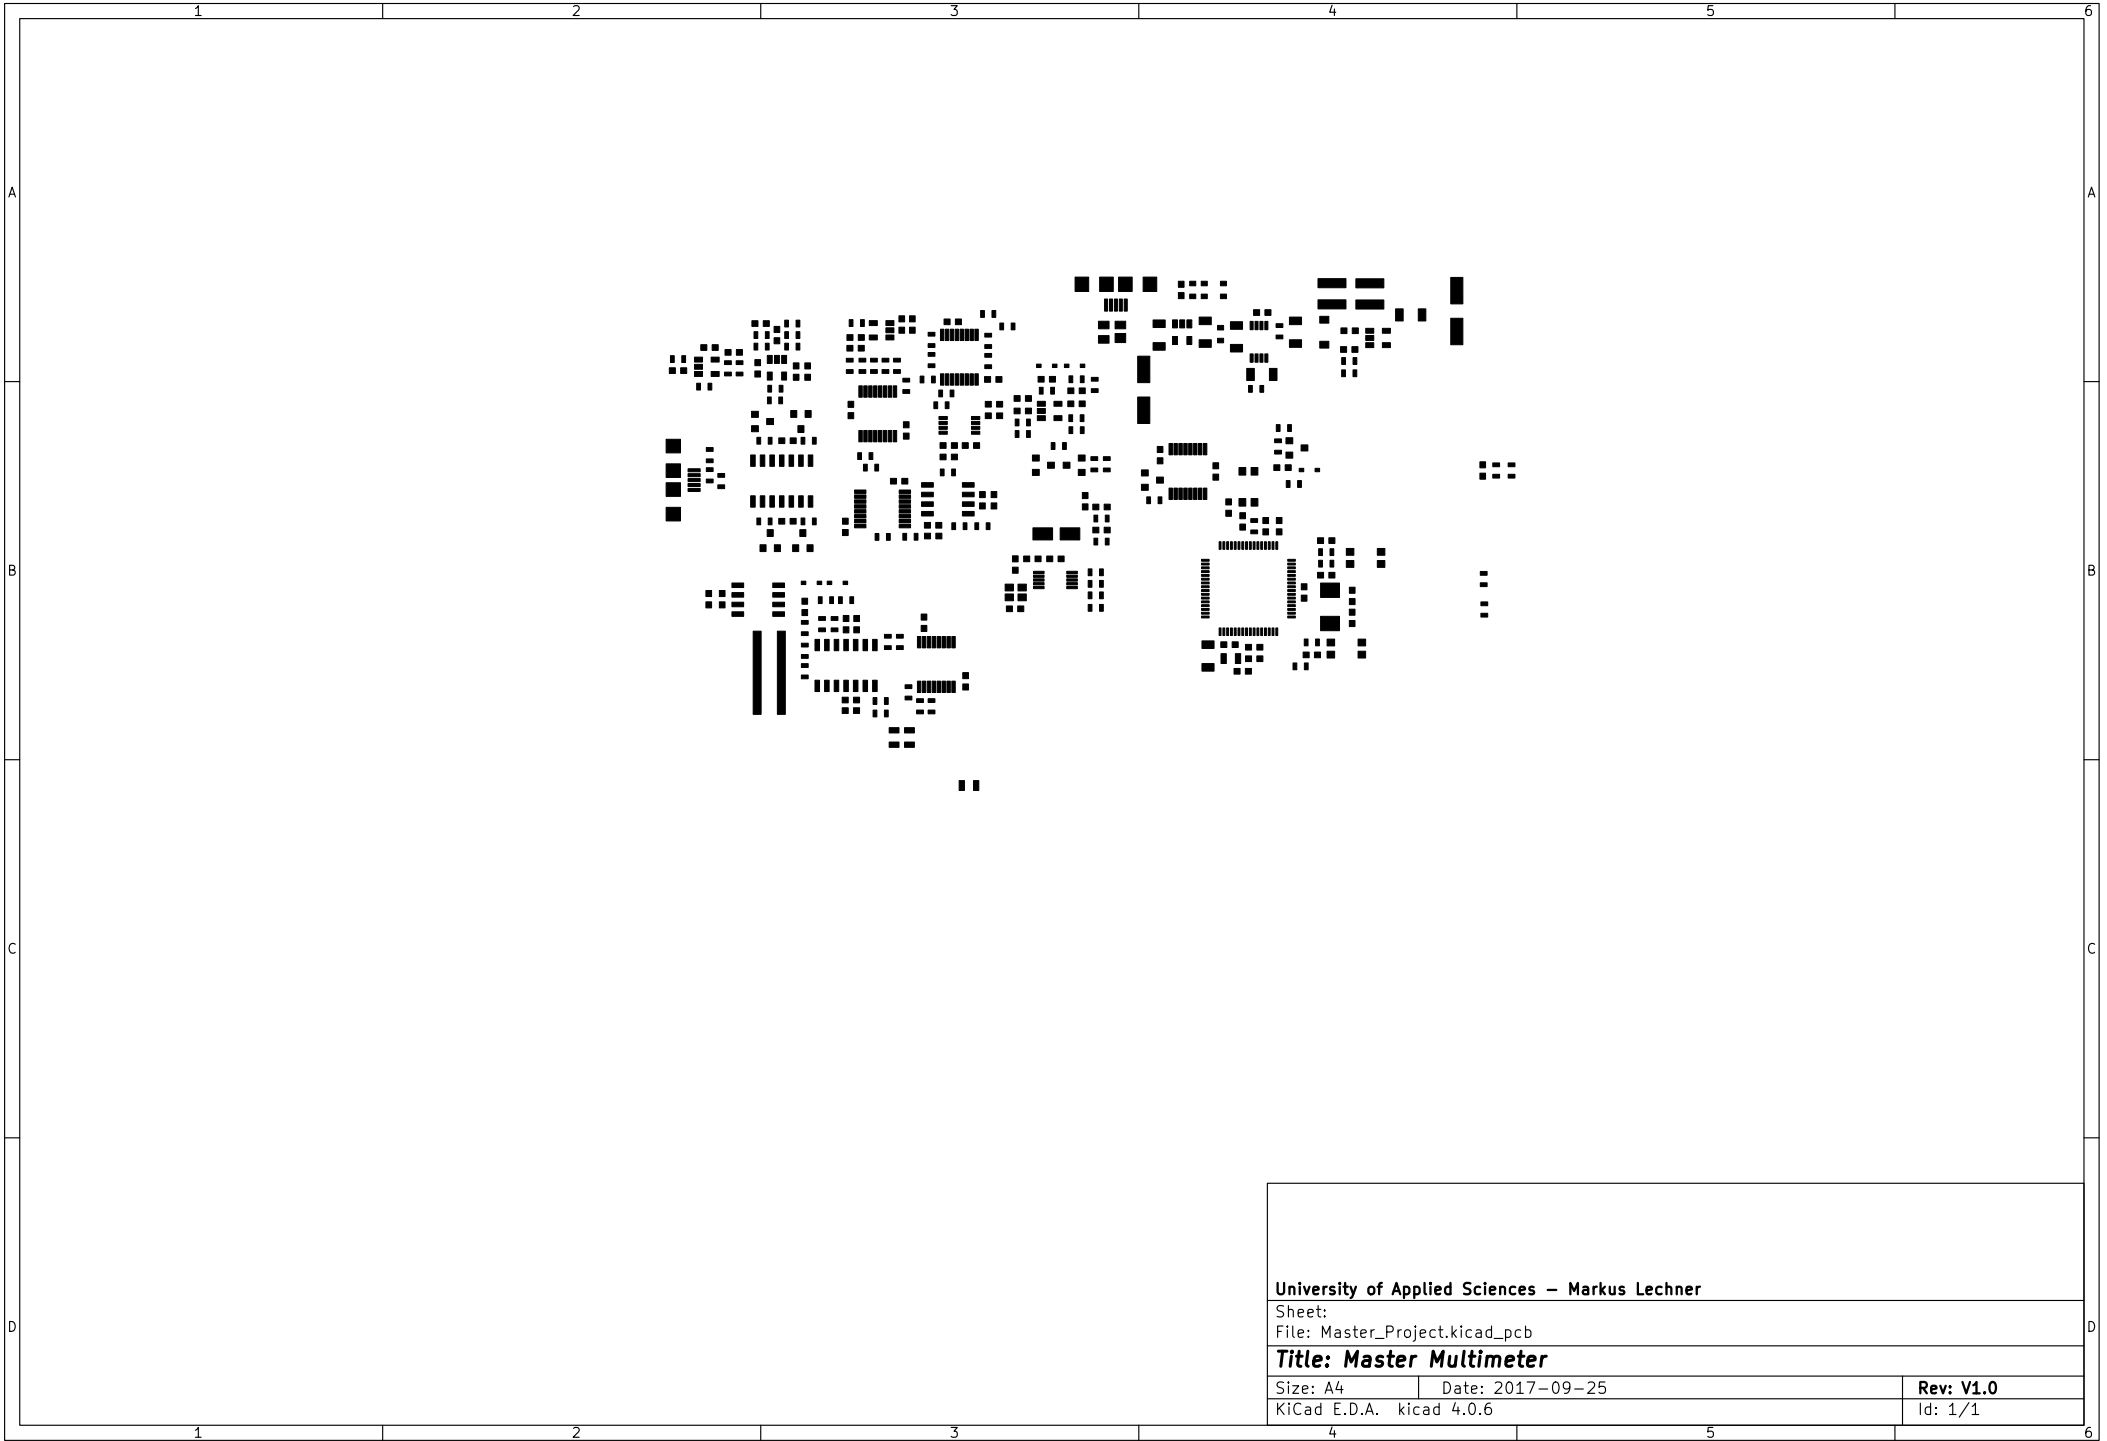 1 2 3 4 5 6
A A
B B
C C
University of Applied Sciences – Markus Lechner
Sheet:
File: Master_Project.kicad_pcb
D D
Title: Master Multimeter
Size: A4 Date: 2017–09–25 Rev: V1.0
KiCad E.D.A. kicad 4.0.6 Id: 1/1
1 2 3 4 5 6